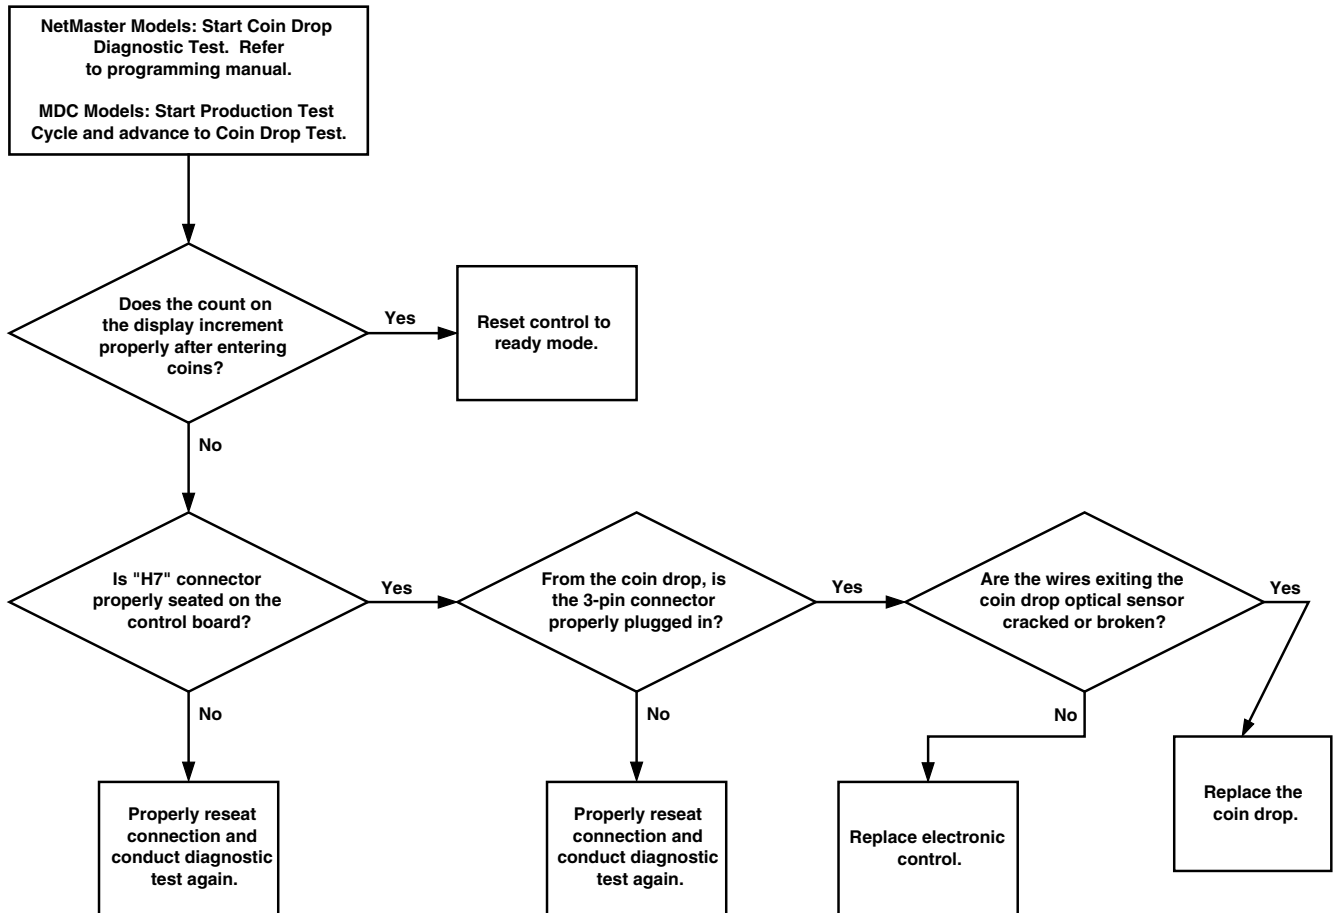 NetMaster Models: Start Coin Drop
Diagnostic Test.  Refer
to programming manual.
MDC Models: Start Production Test
Cycle and advance to Coin Drop Test.
Does the count on
the display increment
properly after entering
coins?
Yes
Reset control to
ready mode.
No
Is "H7" connector
properly seated on the
control board?
Yes
From the coin drop, is
the 3-pin connector
properly plugged in?
Yes
Are the wires exiting the
coin drop optical sensor
cracked or broken?
Yes
No
No
No
Properly reseat
connection and
conduct diagnostic
test again.
Properly reseat
connection and
conduct diagnostic
test again.
Replace electronic
control.
Replace the
coin drop.